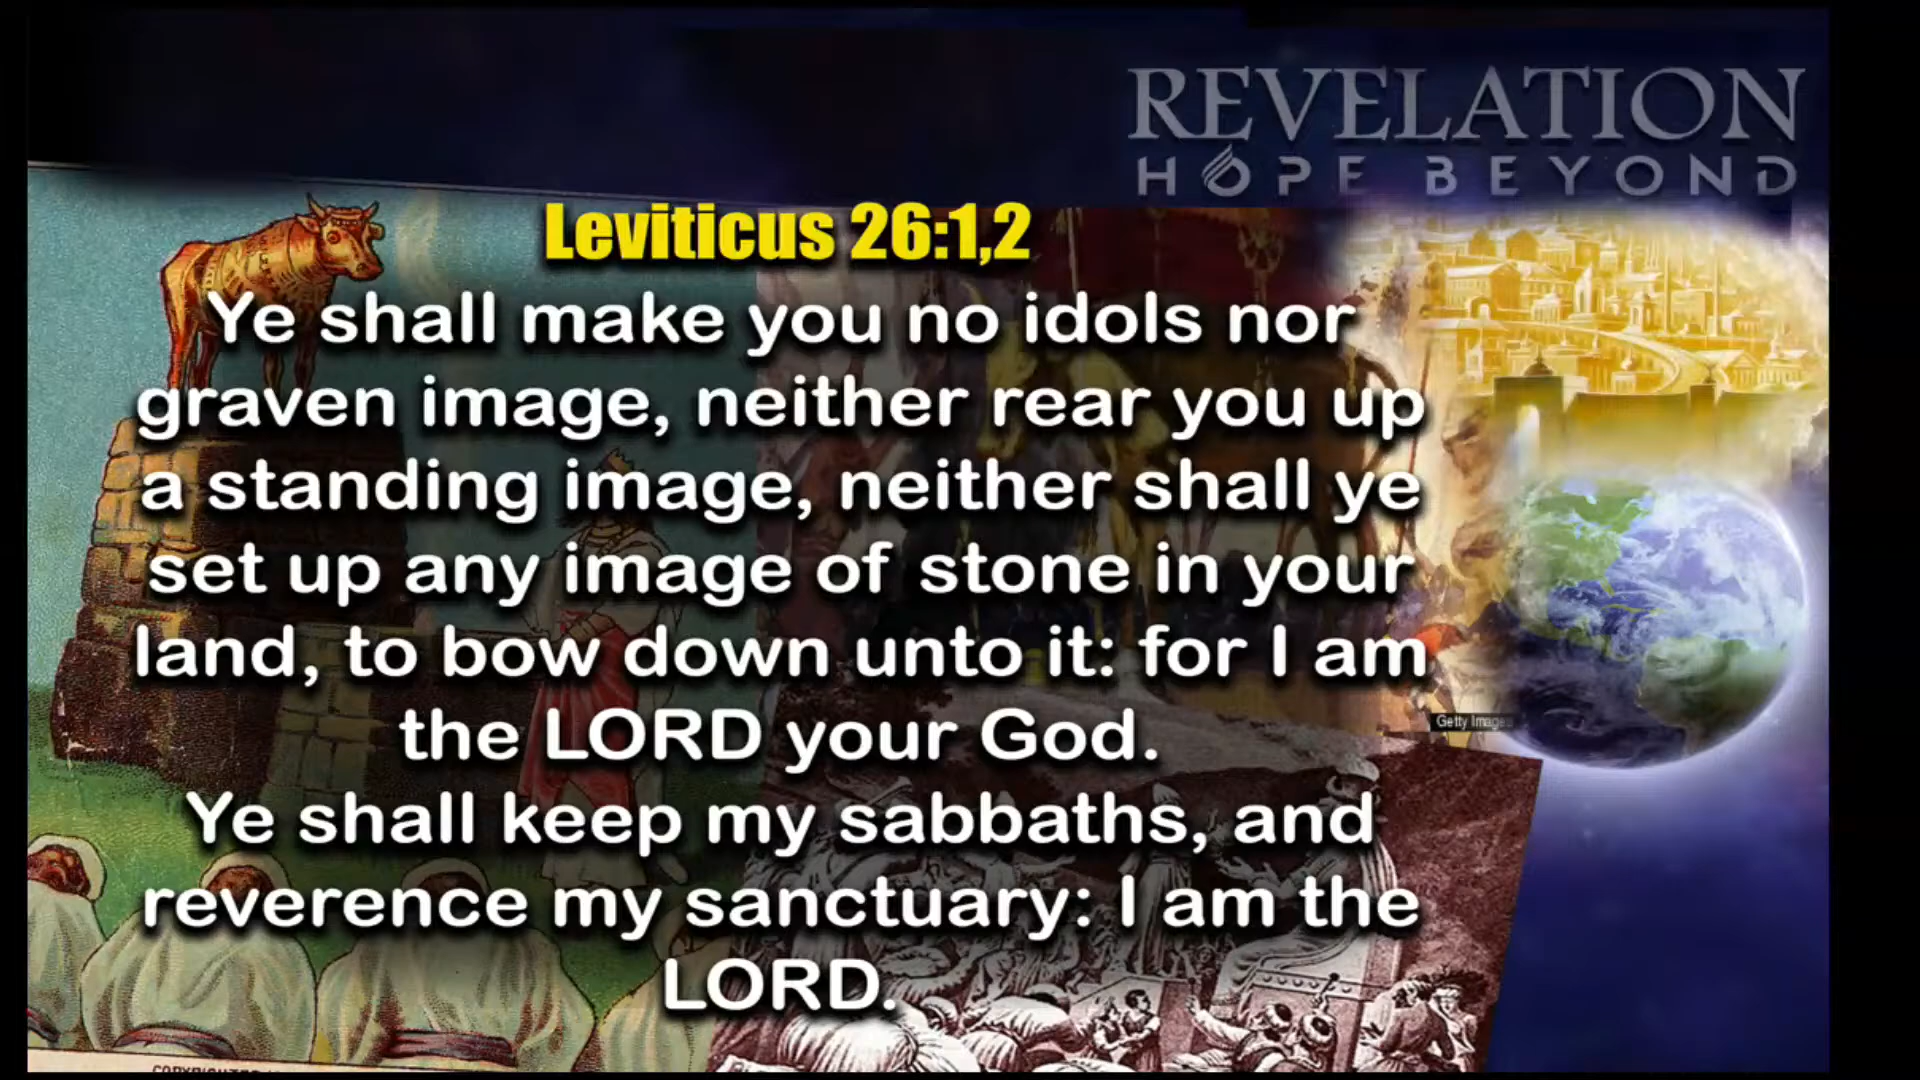 REVELATION
HOPE BEYOND
Leviticus 26:1,2
Ye shall make you no idols nor
graven image, neither rear you up
a standing image, neither shall ye
set up any image of stone in your
land, to bow down unto it: for I am
the LORD your God.
Ye shall keep my sabbaths, and
reverence my sanctuary: I am the
LORD.
Getty Images